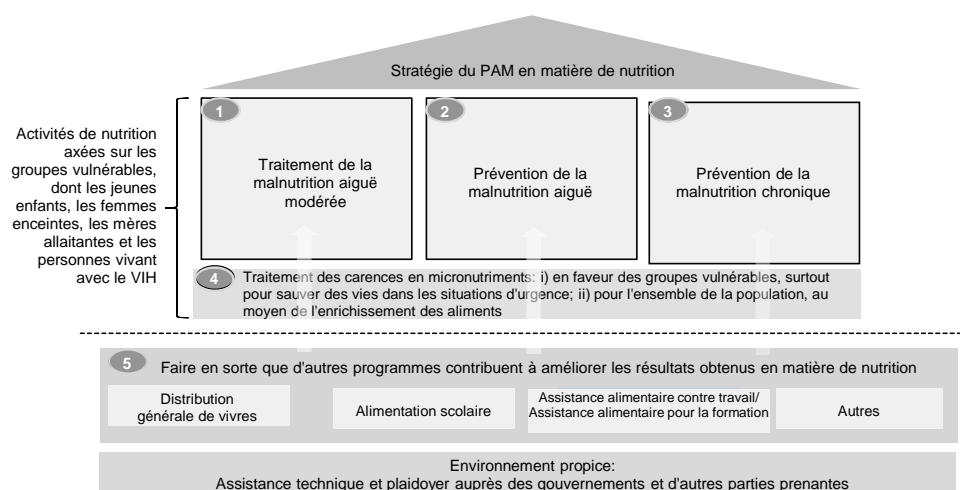 Stratégie du PAM en matière de nutrition
Activités de nutrition
axées sur les
groupes vulnérables,
dont les jeunes
enfants, les femmes
enceintes, les mères
allaitantes et les
personnes vivant
avec le VIH
1
Traitement de la
malnutrition aiguë
modérée
2
Prévention de la
malnutrition aiguë
3
Prévention de la
malnutrition chronique
4
Traitement des carences en micronutriments: i) en faveur des groupes vulnérables, surtout
pour sauver des vies dans les situations d'urgence; ii) pour l'ensemble de la population, au
moyen de l'enrichissement des aliments
5
Faire en sorte que d'autres programmes contribuent à améliorer les résultats obtenus en matière de nutrition
Distribution
générale de vivres
Alimentation scolaire
Assistance alimentaire contre travail/
Assistance alimentaire pour la formation
Autres
Environnement propice:
Assistance technique et plaidoyer auprès des gouvernements et d'autres parties prenantes